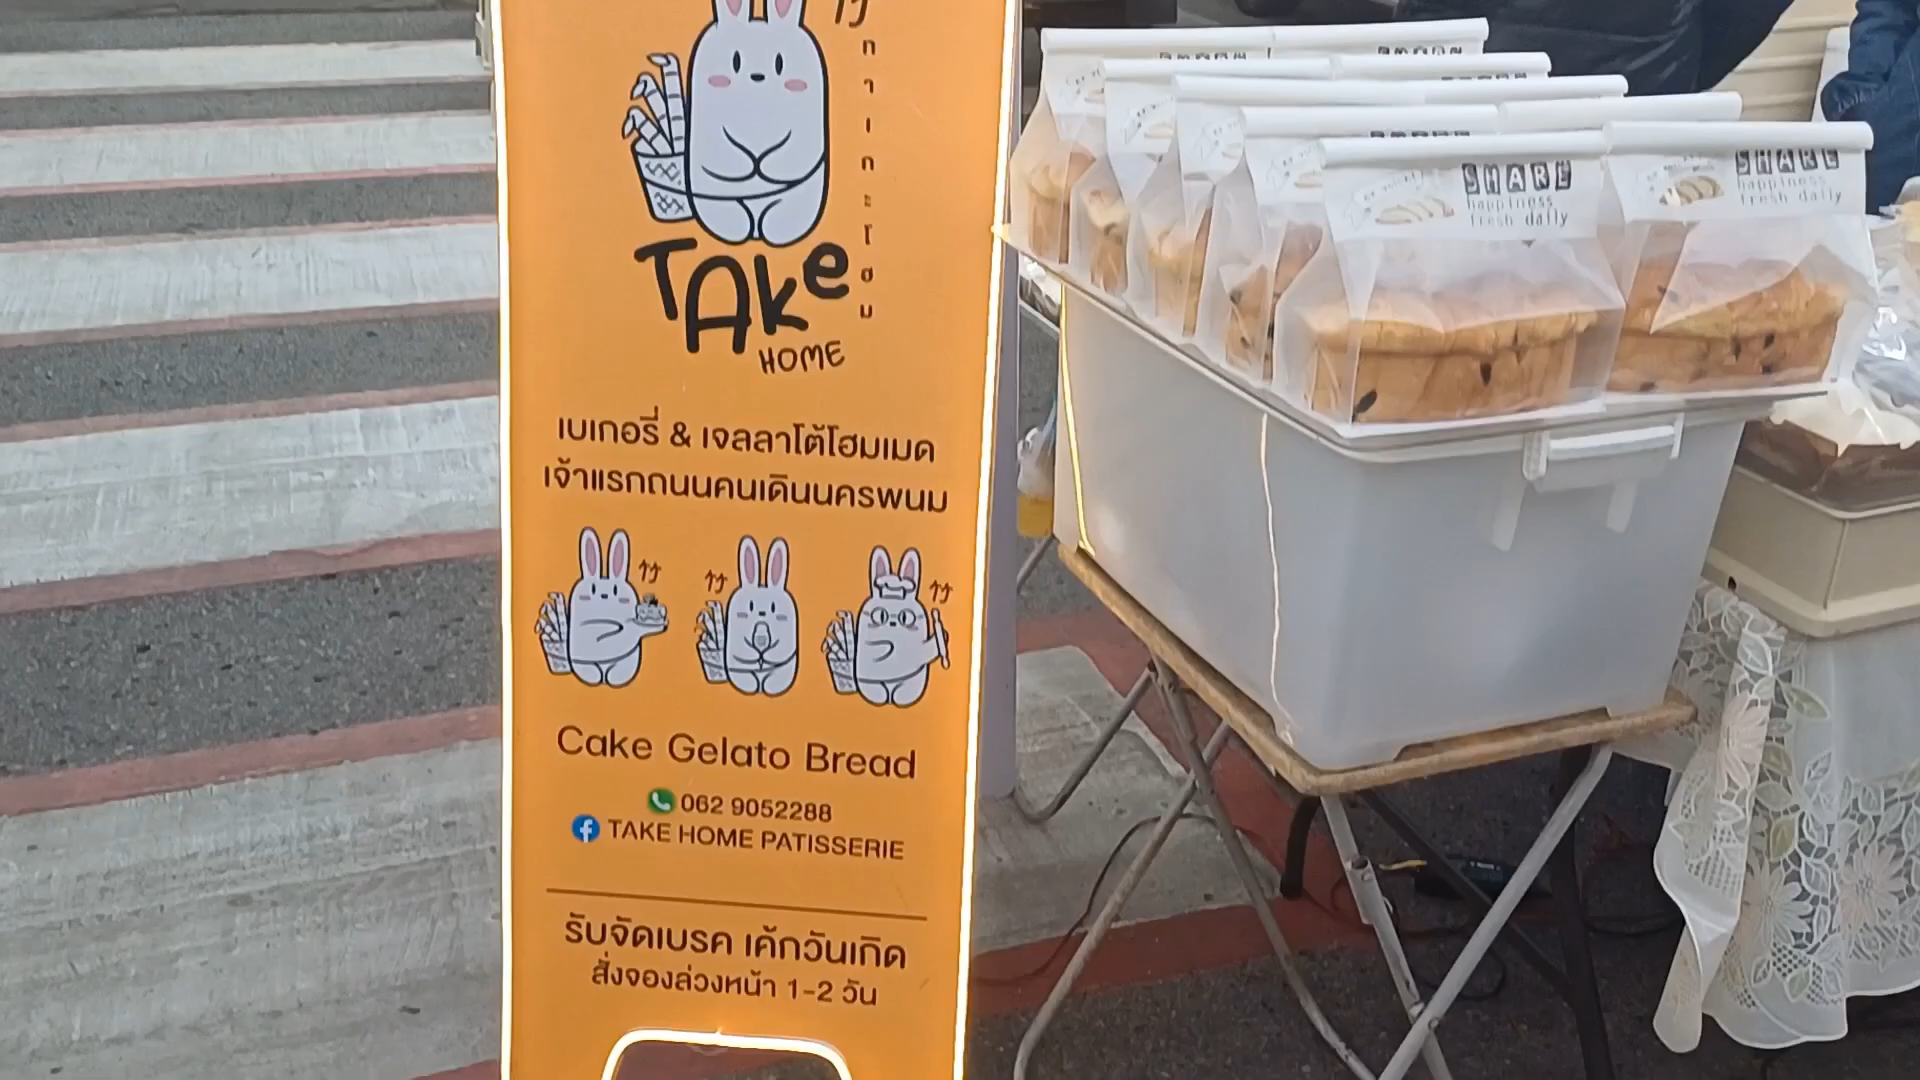 กาเกะโฮม
TAke
HOME
เบเกอรี่ & เจลลาโต้โฮมเมด
เจ้าแรกถนนคนเดินนครพนม
Cake Gelato Bread
062 9052288
TAKE HOME PATISSERIE
รับจัดเบรค เค้กวันเกิด
สั่งจองล่วงหน้า 1-2 วัน
SHARE
happiness
fresh daily
SHARE
happiness
fresh daily